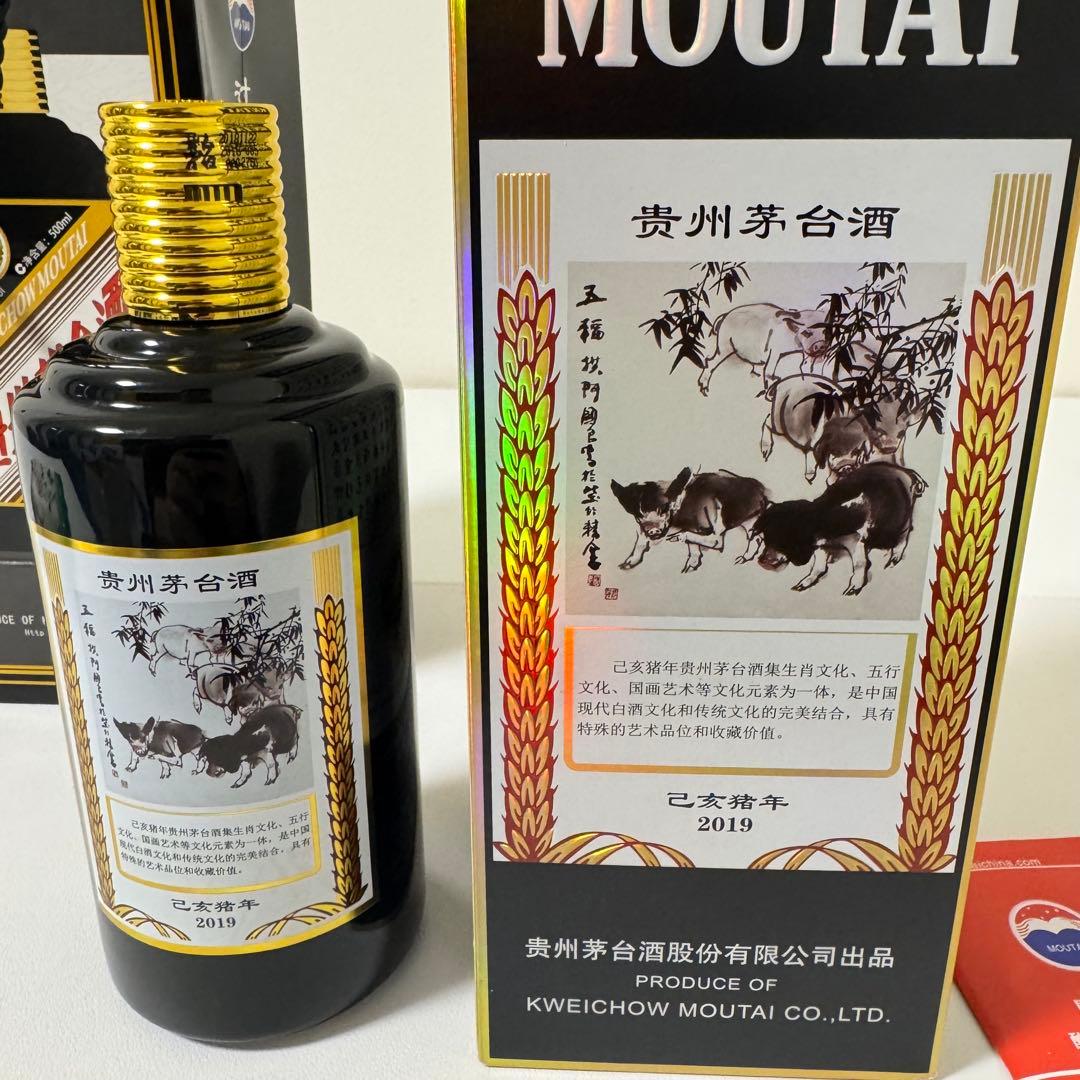 MOUTAI
贵州茅台酒
五福
己亥猪年贵州茅台酒集生肖文化、五行
文化、国画艺术等文化元素为一体，是中国
现代白酒文化和传统文化的完美结合，具有
特殊的艺术品位和收藏价值。
己亥猪年
2019
贵州茅台酒股份有限公司出品
PRODUCE OF
KWEICHOW MOUTAI CO.,LTD.
贵州茅台酒
五福
己亥猪年贵州茅台酒集生肖文化、五行
文化、国画艺术等文化元素为一体，是中国
现代白酒文化和传统文化的完美结合，具有
特殊的艺术品位和收藏价值。
己亥猪年
2019
净含量：500ml
CHOW MOUTAI
china.com
MOUTAI